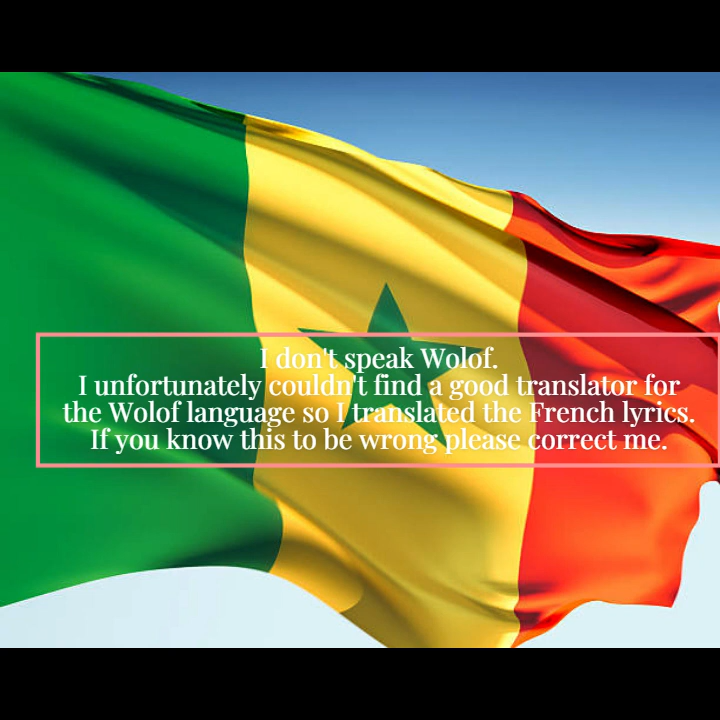 I don't speak Wolof.
I unfortunately couldn't find a good translator for
the Wolof language so I translated the French lyrics.
If you know this to be wrong please correct me.